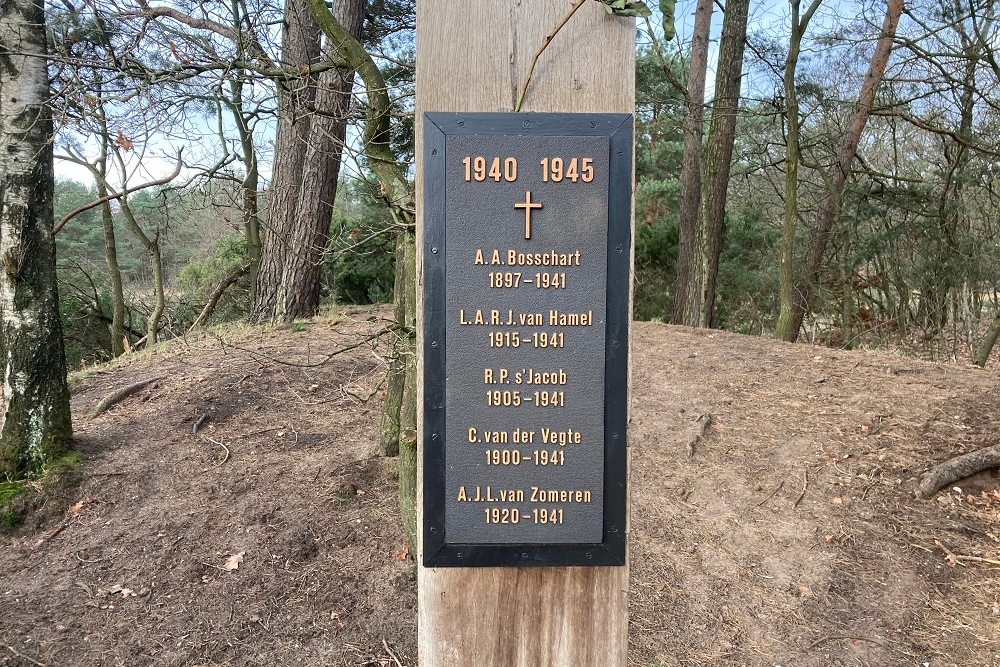 1940 1945
A.A. Bosschart
1897-1941
L.A.R.J. van Hamel
1915-1941
R.P. s'Jacob
1905-1941
C. van der Vegte
1900-1941
A.J.L. van Zomeren
1920-1941